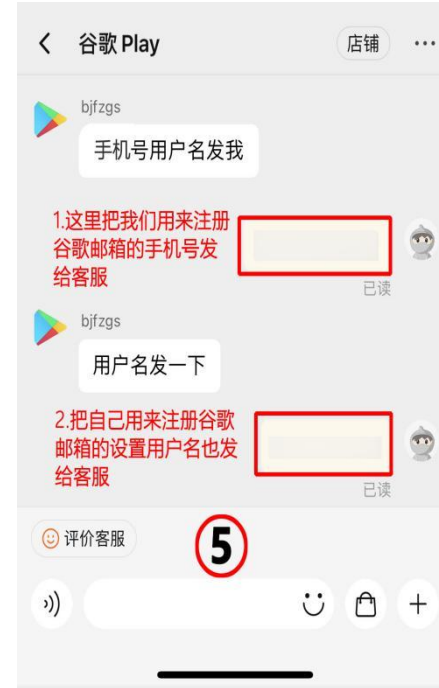 谷歌 Play
店铺
bjfzgs
手机号用户名发我
1.这里把我们用来注册
谷歌邮箱的手机号发
给客服
已读
bjfzgs
用户名发一下
2.把自己用来注册谷歌
邮箱的设置用户名也发
给客服
已读
评价客服
5